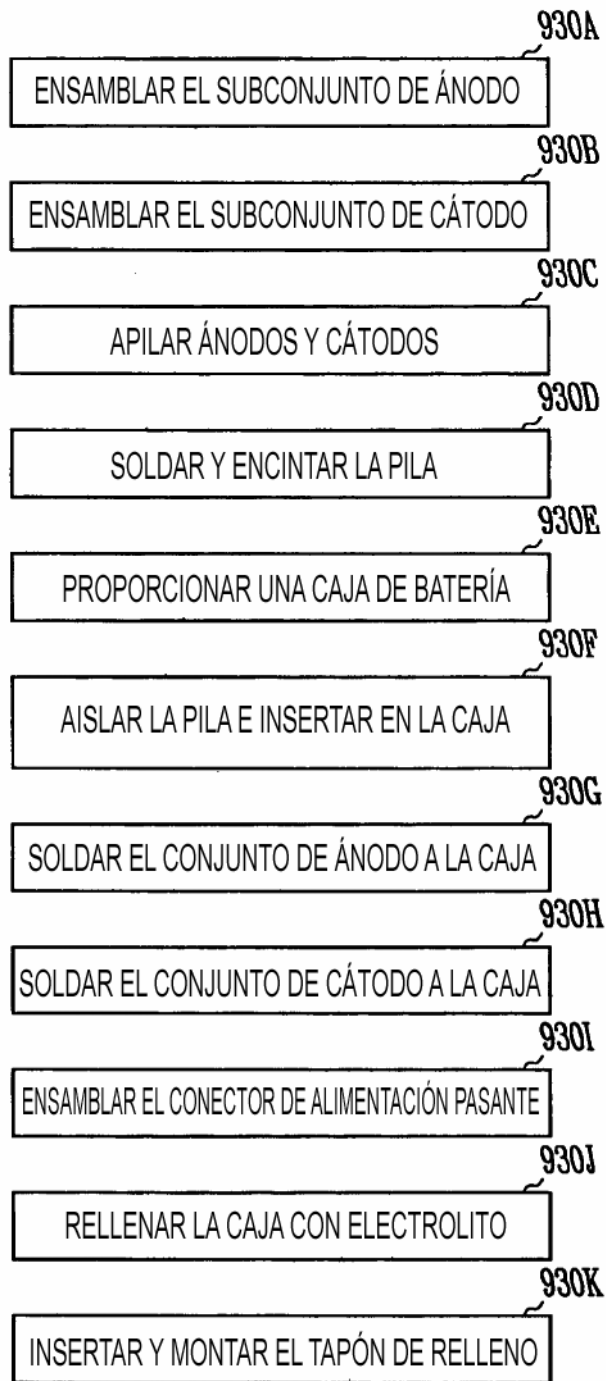 930A
ENSAMBLAR EL SUBCONJUNTO DE ÁNODO
930B
ENSAMBLAR EL SUBCONJUNTO DE CÁTODO
930C
APILAR ÁNODOS Y CÁTODOS
930D
SOLDAR Y ENCINTAR LA PILA
930E
PROPORCIONAR UNA CAJA DE BATERÍA
930F
AISLAR LA PILA E INSERTAR EN LA CAJA
930G
SOLDAR EL CONJUNTO DE ÁNODO A LA CAJA
930H
SOLDAR EL CONJUNTO DE CÁTODO A LA CAJA
930I
ENSAMBLAR EL CONECTOR DE ALIMENTACIÓN PASANTE
930J
RELLENAR LA CAJA CON ELECTROLITO
930K
INSERTAR Y MONTAR EL TAPÓN DE RELLENO